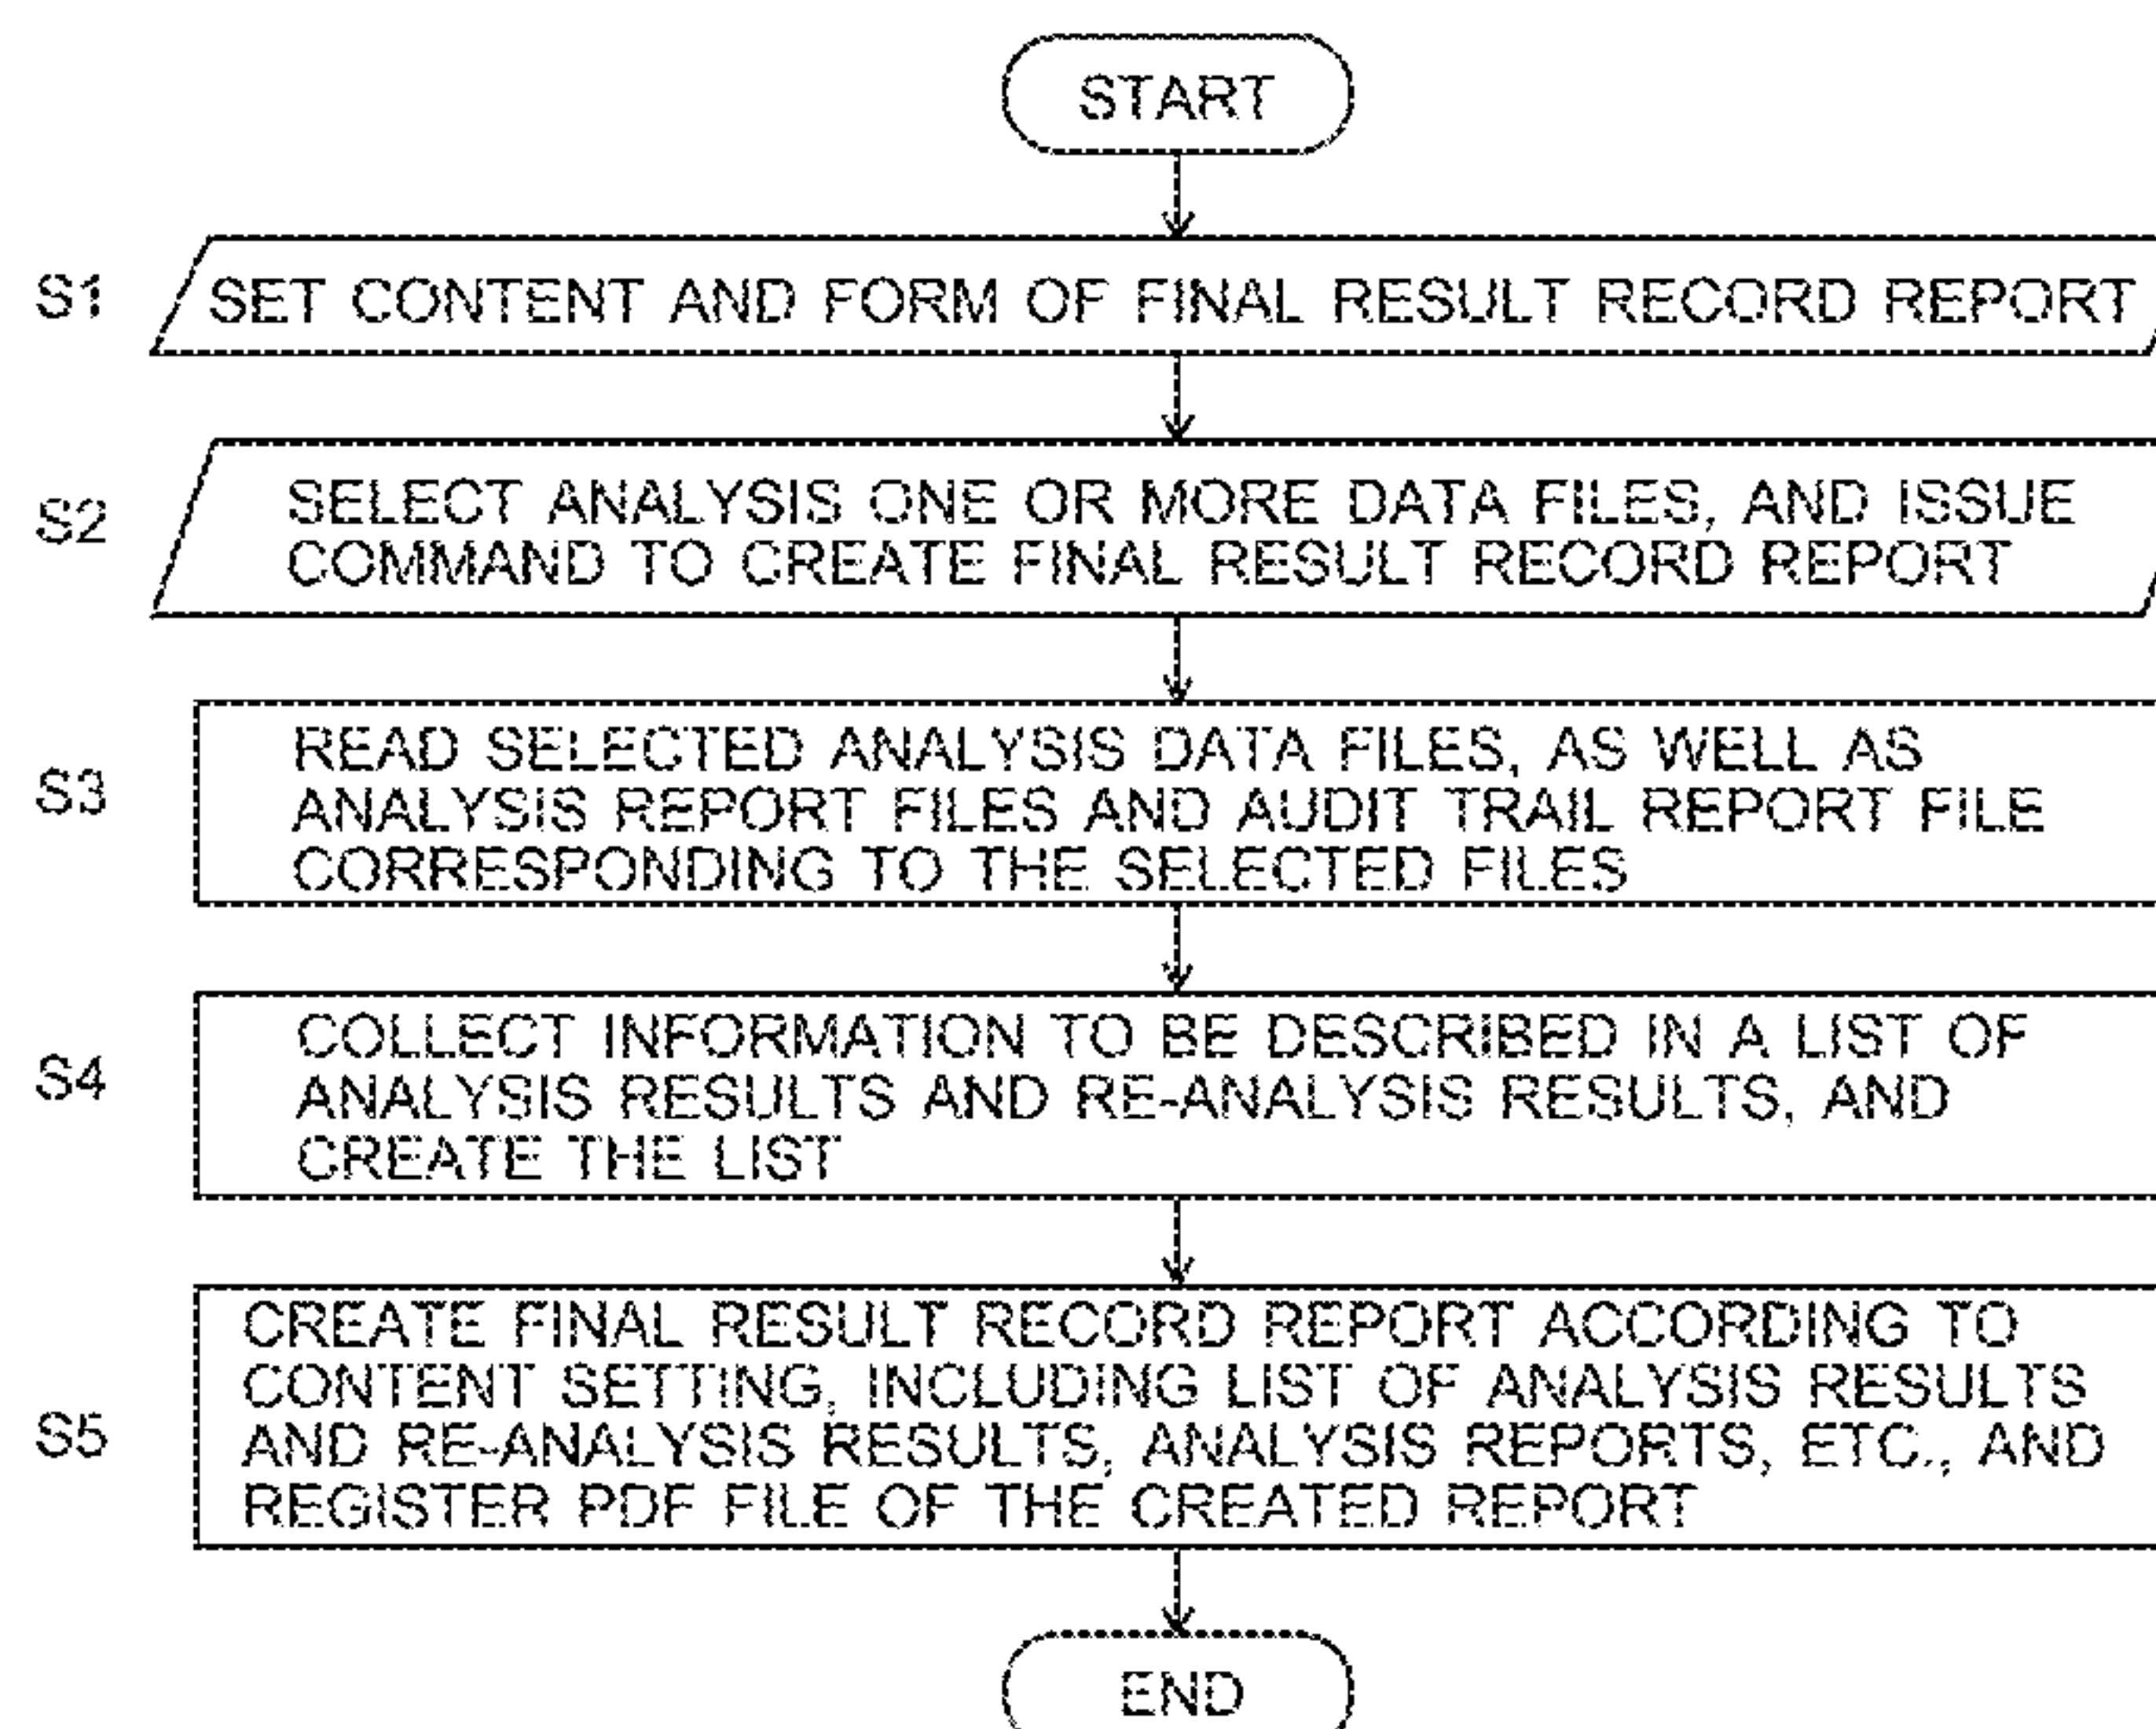 START
S1
SET CONTENT AND FORM OF FINAL RESULT RECORD REPORT
S2
SELECT ANALYSIS ONE OR MORE DATA FILES, AND ISSUE
COMMAND TO CREATE FINAL RESULT RECORD REPORT
S3
READ SELECTED ANALYSIS DATA FILES, AS WELL AS
ANALYSIS REPORT FILES AND AUDIT TRAIL REPORT FILE
CORRESPONDING TO THE SELECTED FILES
S4
COLLECT INFORMATION TO BE DESCRIBED IN A LIST OF
ANALYSIS RESULTS AND RE-ANALYSIS RESULTS, AND
CREATE THE LIST
S5
CREATE FINAL RESULT RECORD REPORT ACCORDING TO
CONTENT SETTING, INCLUDING LIST OF ANALYSIS RESULTS
AND RE-ANALYSIS RESULTS, ANALYSIS REPORTS, ETC., AND
REGISTER PDF FILE OF THE CREATED REPORT
END